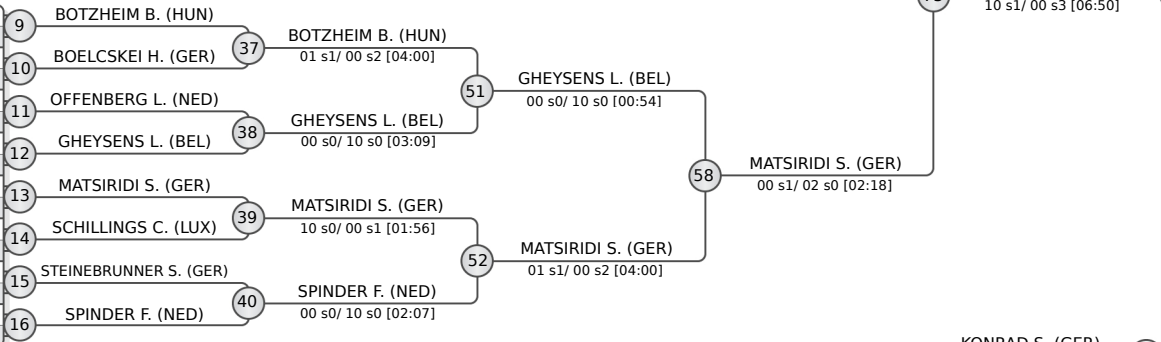 10 s1/ 00 s3 [06:50]
9
BOTZHEIM B. (HUN)
37
BOTZHEIM B. (HUN)
01 s1/ 00 s2 [04:00]
10
BOELCSKEI H. (GER)
51
GHEYSENS L. (BEL)
00 s0/ 10 s0 [00:54]
11
OFFENBERG L. (NED)
38
GHEYSENS L. (BEL)
00 s0/ 10 s0 [03:09]
12
GHEYSENS L. (BEL)
58
MATSIRIDI S. (GER)
00 s1/ 02 s0 [02:18]
13
MATSIRIDI S. (GER)
39
MATSIRIDI S. (GER)
10 s0/ 00 s1 [01:56]
14
SCHILLINGS C. (LUX)
52
MATSIRIDI S. (GER)
01 s1/ 00 s2 [04:00]
15
STEINEBRUNNER S. (GER)
40
SPINDER F. (NED)
00 s0/ 10 s0 [02:07]
16
SPINDER F. (NED)
KONRAD S. (GER)